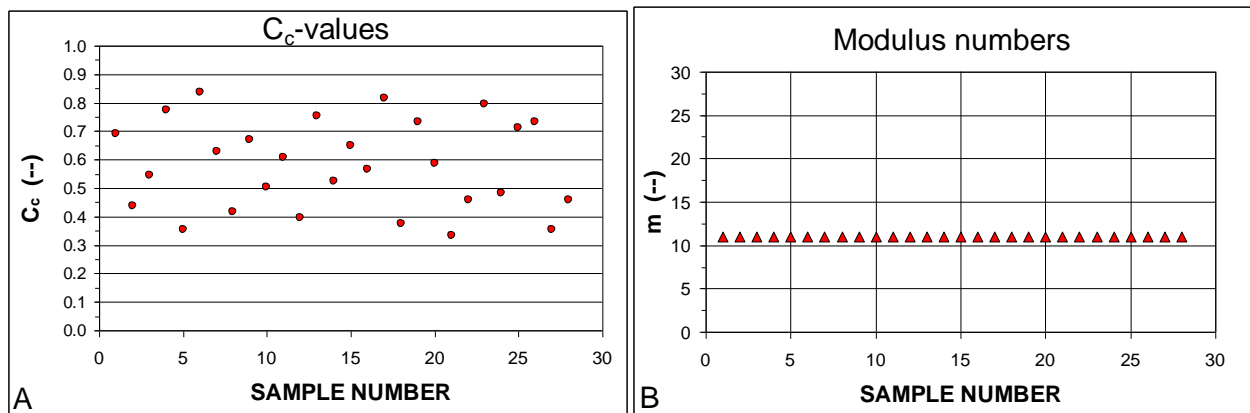 Cc-values
1.0
0.9
0.8
0.7
0.6
0.5
0.4
0.3
0.2
0.1
0.0
Cc (--)
0 5 10 15 20 25 30
SAMPLE NUMBER
A
Modulus numbers
30
25
20
15
10
5
0
m (--)
0 5 10 15 20 25 30
SAMPLE NUMBER
B